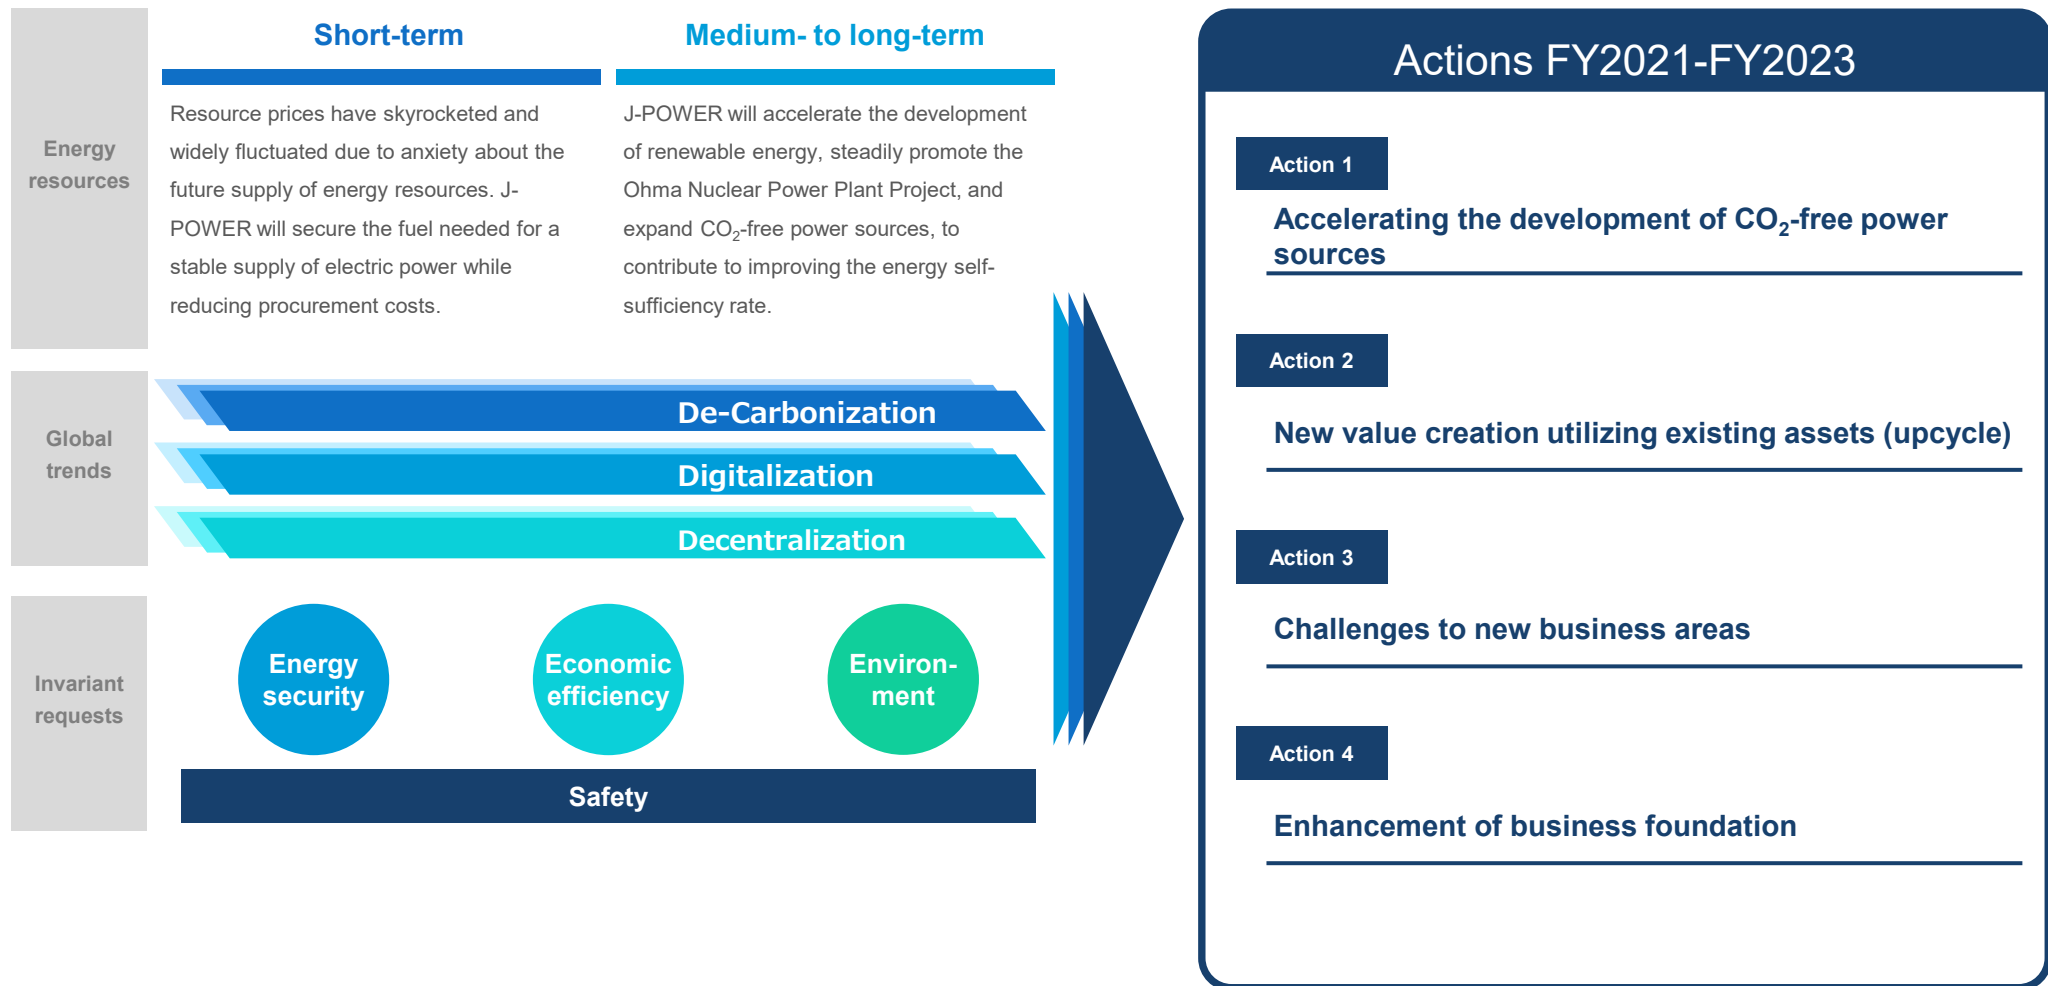 Energy
resources
Short-term
Resource prices have skyrocketed and
widely fluctuated due to anxiety about the
future supply of energy resources. J-
POWER will secure the fuel needed for a
stable supply of electric power while
reducing procurement costs.
Medium- to long-term
J-POWER will accelerate the development
of renewable energy, steadily promote the
Ohma Nuclear Power Plant Project, and
expand CO₂-free power sources, to
contribute to improving the energy self-
sufficiency rate.
Global
trends
De-Carbonization
Digitalization
Decentralization
Invariant
requests
Energy
security
Economic
efficiency
Environ-
ment
Safety
Actions FY2021-FY2023
Action 1
Accelerating the development of CO₂-free power
sources
Action 2
New value creation utilizing existing assets (upcycle)
Action 3
Challenges to new business areas
Action 4
Enhancement of business foundation